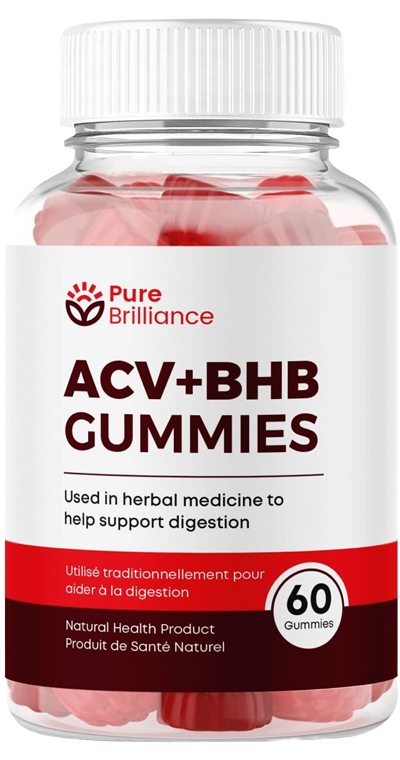 Pure
Brilliance
ACV+BHB
GUMMIES
Used in herbal medicine to
help support digestion
Utilisé traditionnellement pour
aider à la digestion
60
Gummies
Natural Health Product
Produit de Santé Naturel